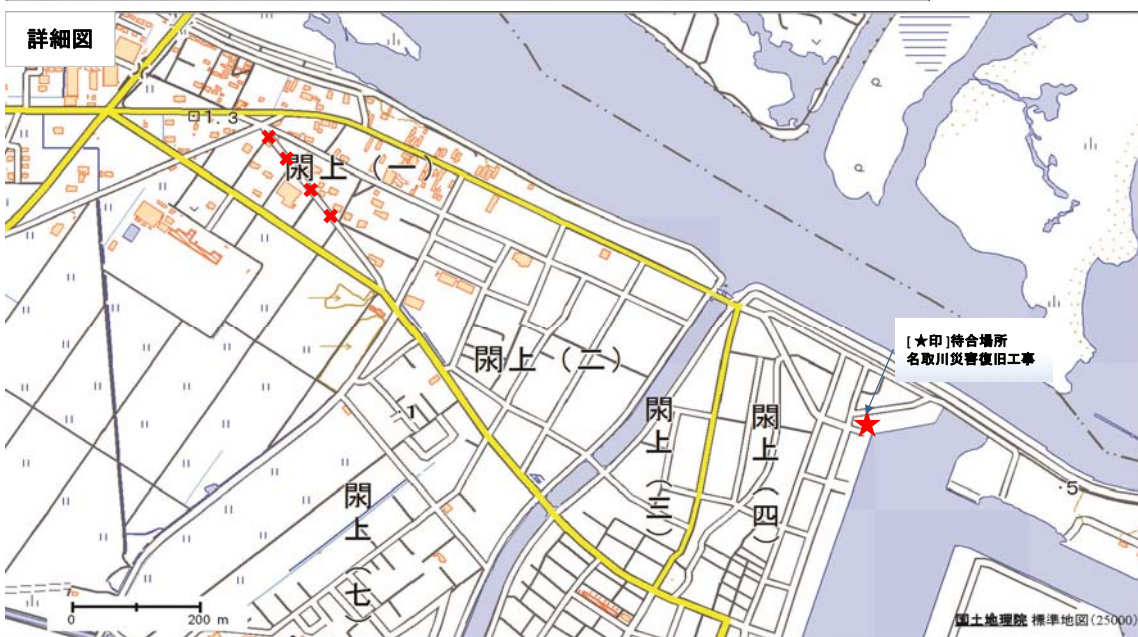 詳細図
1.3
閖上(一)
[★印]待合場所
名取川災害復旧工事
閖上(二)
閖上(三)
閖上(四)
・1
・5
閖上(七)
200 m
国土地理院 標準地図(25000)